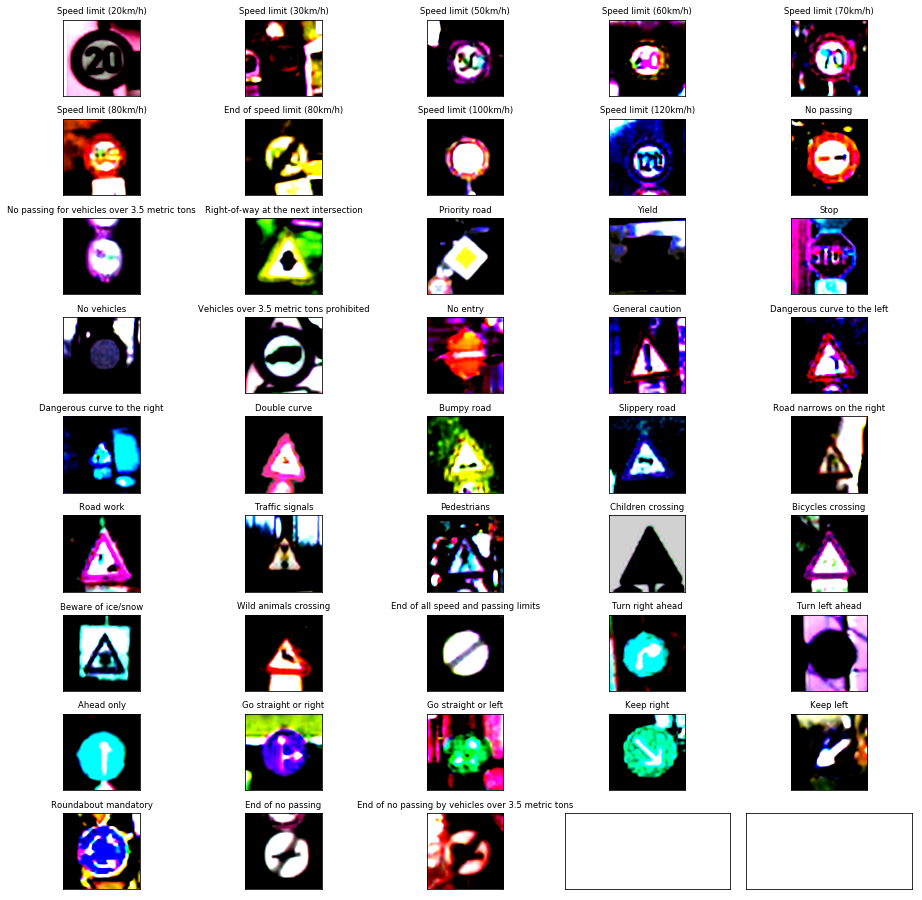 Speed limit (20km/h)
Speed limit (30km/h)
Speed limit (50km/h)
Speed limit (60km/h)
Speed limit (70km/h)
20
70
Speed limit (80km/h)
End of speed limit (80km/h)
Speed limit (100km/h)
Speed limit (120km/h)
No passing
No passing for vehicles over 3.5 metric tons
Right-of-way at the next intersection
Priority road
Yield
Stop
No vehicles
Vehicles over 3.5 metric tons prohibited
No entry
General caution
Dangerous curve to the left
Dangerous curve to the right
Double curve
Bumpy road
Slippery road
Road narrows on the right
Road work
Traffic signals
Pedestrians
Children crossing
Bicycles crossing
Beware of ice/snow
Wild animals crossing
End of all speed and passing limits
Turn right ahead
Turn left ahead
Ahead only
Go straight or right
Go straight or left
Keep right
Keep left
Roundabout mandatory
End of no passing
End of no passing by vehicles over 3.5 metric tons